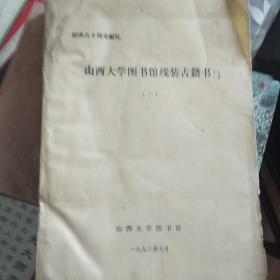 校庆九十周年献礼
山西大学图书馆线装古籍书目
(二)
山西大学图书馆
一九九二年九月